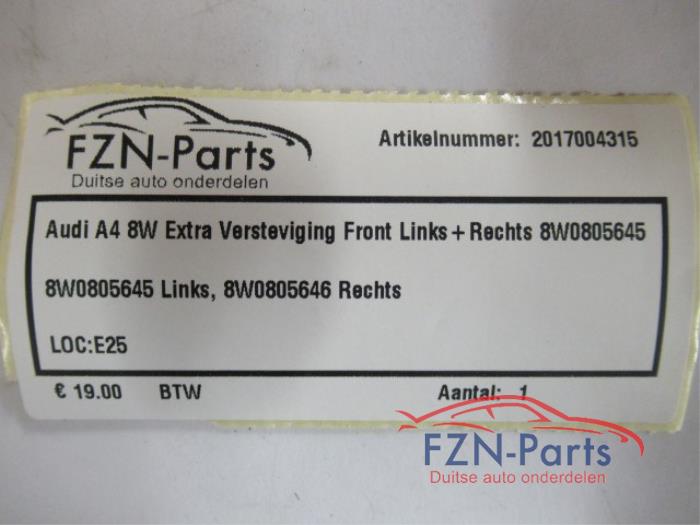 FZN-Parts
Duitse auto onderdelen
Artikelnummer: 2017004315
Audi A4 8W Extra Versteviging Front Links+Rechts 8W0805645
8W0805645 Links, 8W0805646 Rechts
LOC:E25
€ 19.00 BTW Aantal: 1
FZN-Parts
Duitse auto onderdelen